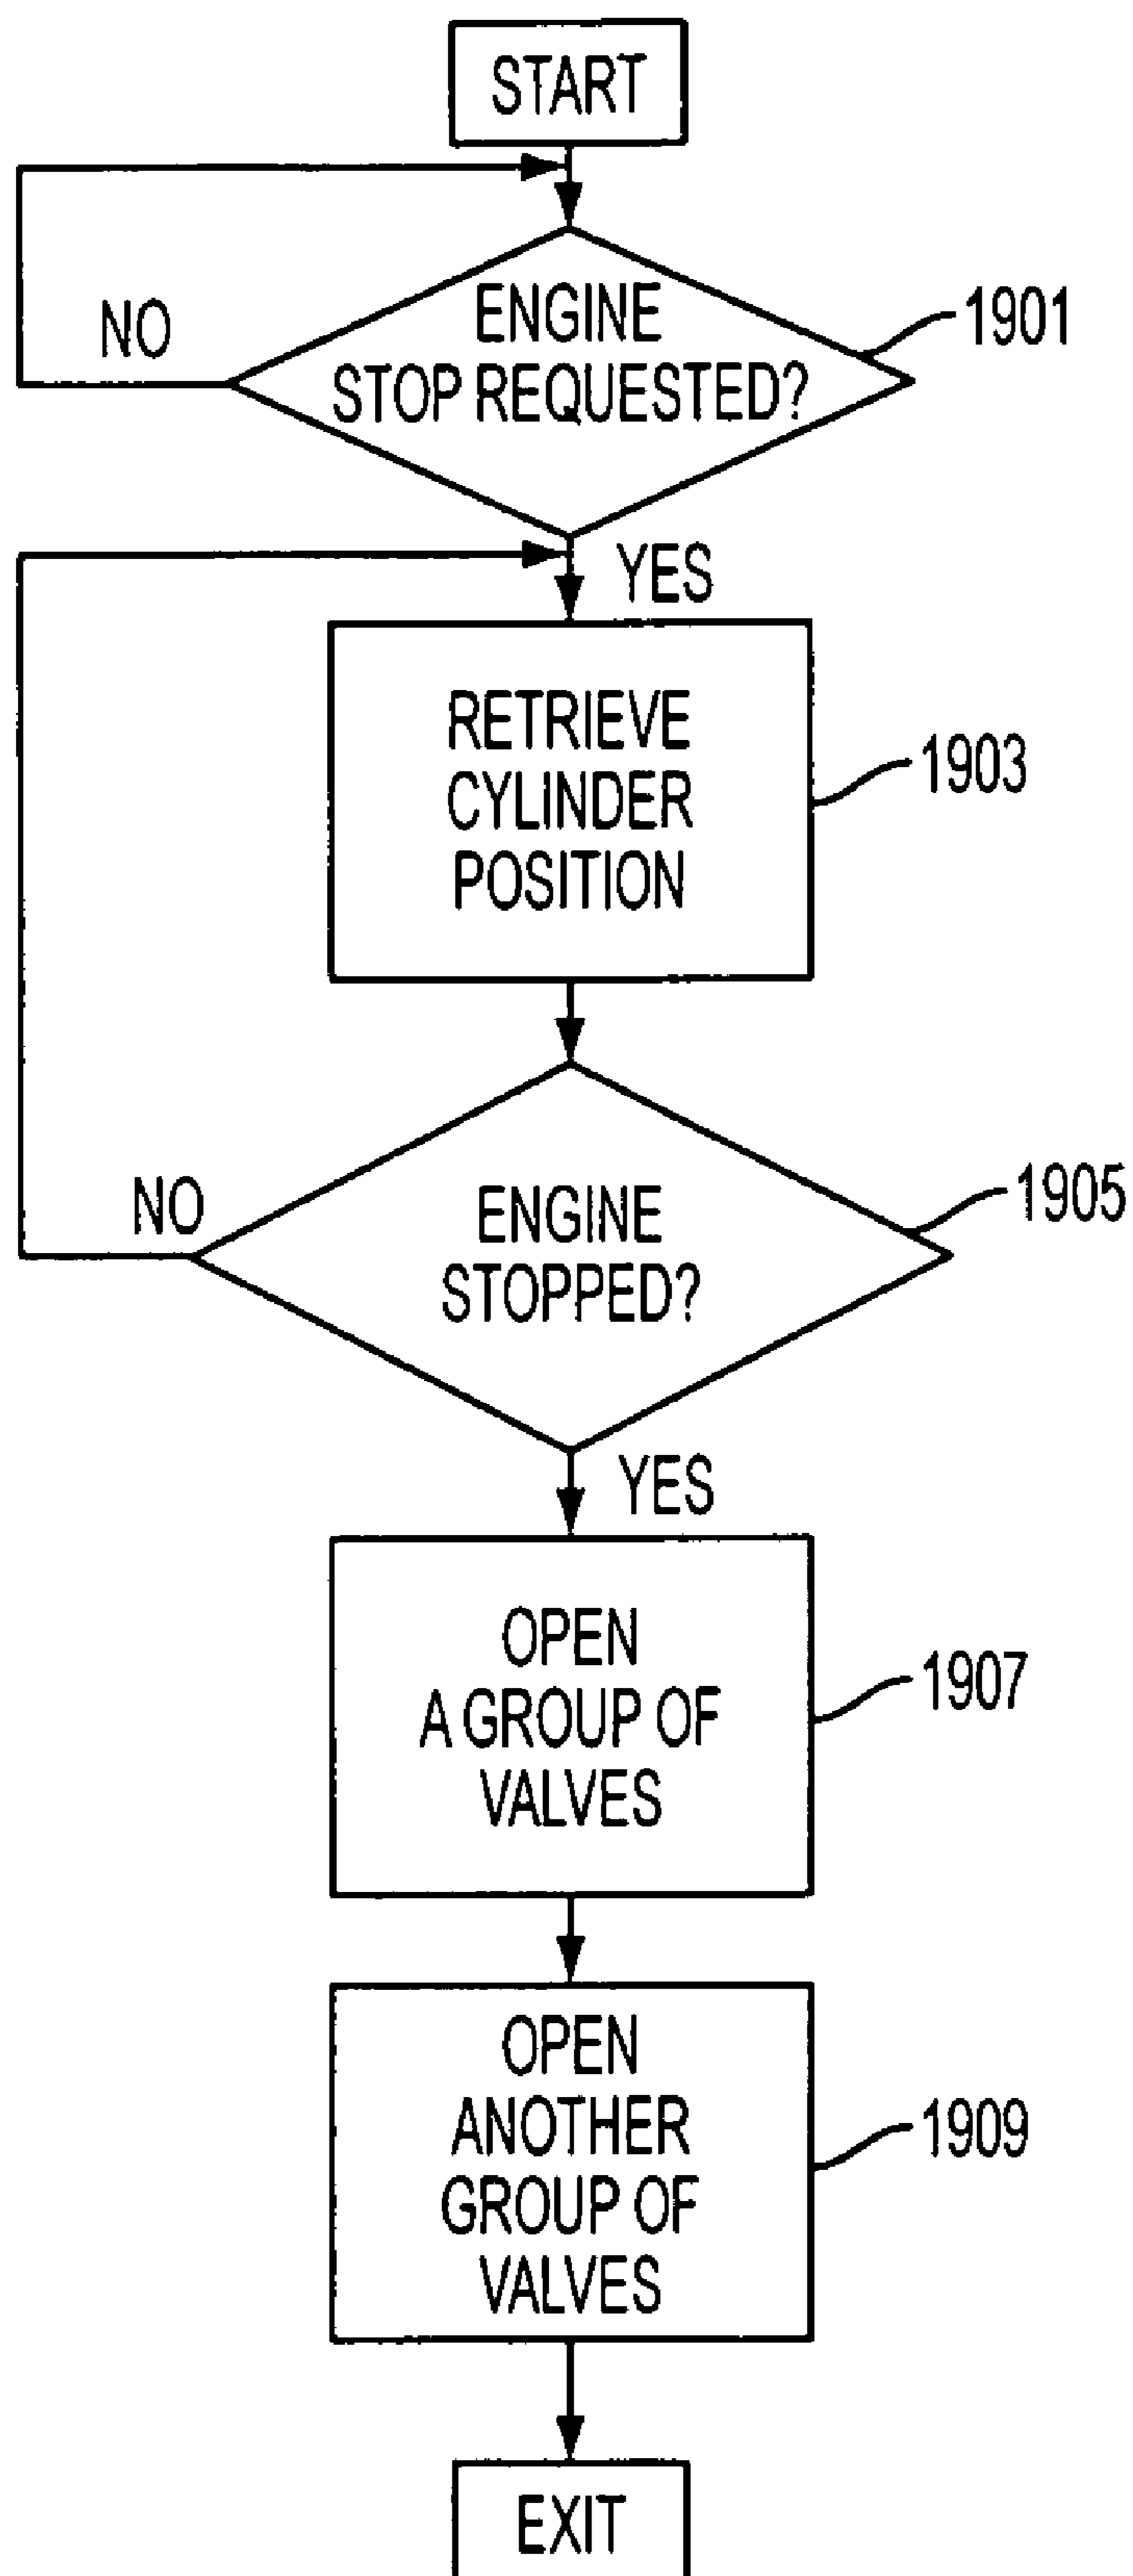 START
NO
ENGINE
STOP REQUESTED?
1901
YES
RETRIEVE
CYLINDER
POSITION
1903
NO
ENGINE
STOPPED?
1905
YES
OPEN
A GROUP OF
VALVES
1907
OPEN
ANOTHER
GROUP OF
VALVES
1909
EXIT